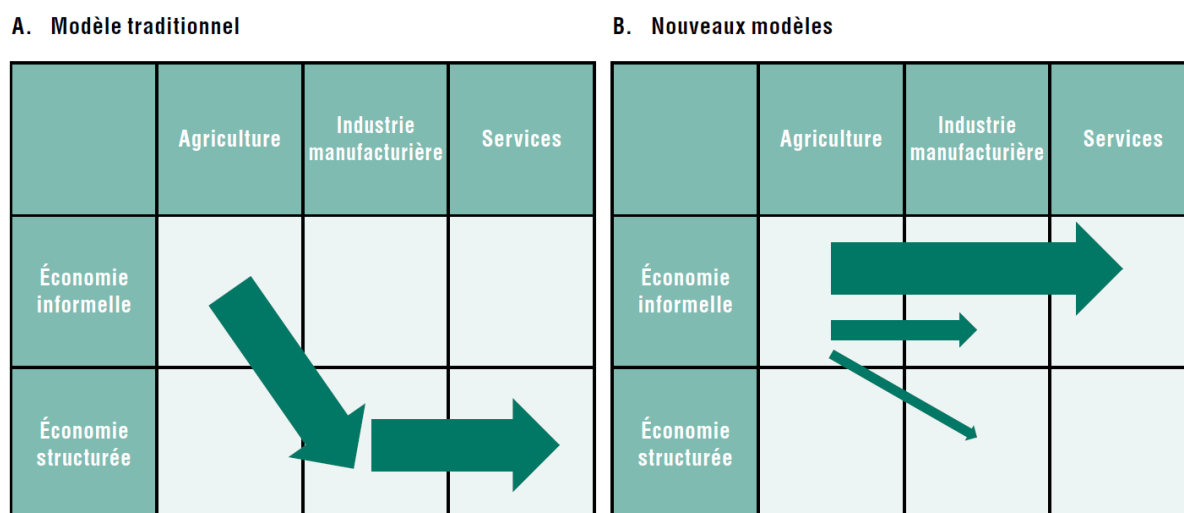 A. Modèle traditionnel
Agriculture
Industrie
manufacturière
Services
Économie
informelle
Économie
structurée
B. Nouveaux modèles
Agriculture
Industrie
manufacturière
Services
Économie
informelle
Économie
structurée